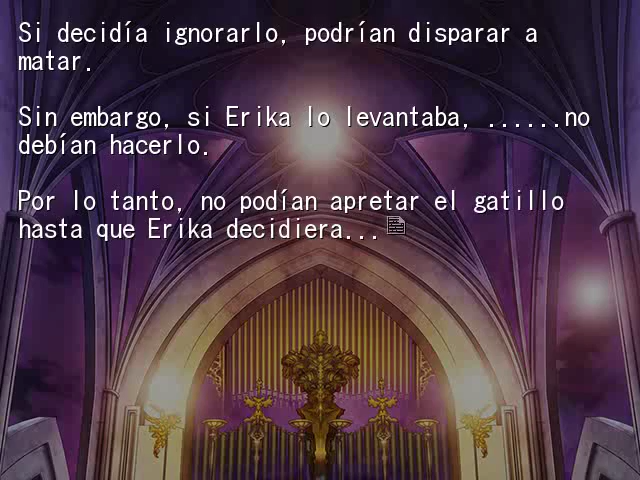 Si decidía ignorarlo, podrían disparar a
matar.
Sin embargo, si Erika lo levantaba, ......no
debían hacerlo.
Por lo tanto, no podían apretar el gatillo
hasta que Erika decidiera...